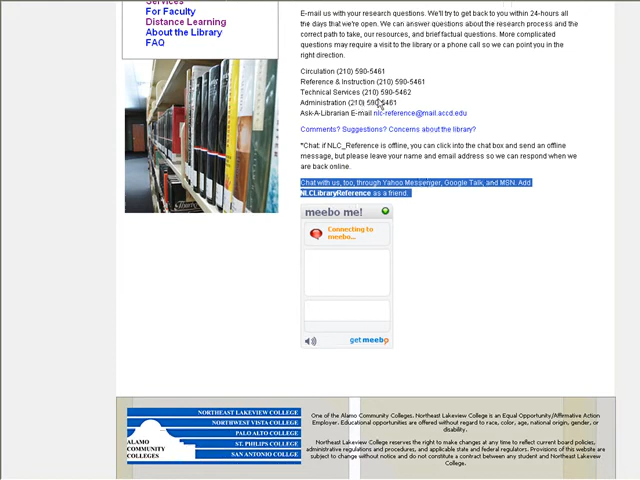 Services
For Faculty
Distance Learning
About the Library
FAQ
E-mail us with your research questions. We'll try to get back to you within 24-hours all
the days that we're open. We can answer questions about the research process and the
correct path to take, our resources, and brief factual questions. More complicated
questions may require a visit to the library or a phone call so we can point you in the
right direction.
Circulation (210) 590-5461
Reference & Instruction (210) 590-5461
Technical Services (210) 590-5462
Administration (210) 590-5461
Ask-A-Librarian E-mail nlc-reference@mail.accd.edu
Comments? Suggestions? Concerns about the library?
*Chat: if NLC_Reference is offline, you can click into the chat box and send an offline
message, but please leave your name and email address so we can respond when we
are back online.
Chat with us, too, through Yahoo Messenger, Google Talk, and MSN. Add
NLCLibraryReference as a friend.
meebo me!
Connecting to
meebo...
get meebo
NORTHEAST LAKEVIEW COLLEGE
NORTHWEST VISTA COLLEGE
PALO ALTO COLLEGE
ST. PHILIPS COLLEGE
SAN ANTONIO COLLEGE
ALAMO
COMMUNITY
COLLEGES
One of the Alamo Community Colleges. Northeast Lakeview College is an Equal Opportunity/Affirmative Action
Employer. Educational opportunities are offered without regard to race, color, age, national origin, gender, or
disability.
Northeast Lakeview College reserves the right to make changes at any time to reflect current board policies,
administrative regulations and procedures, and applicable state and federal regulators. Provisions of this website are
subject to change without notice and do not constitute a contract between any student and Northeast Lakeview
College.